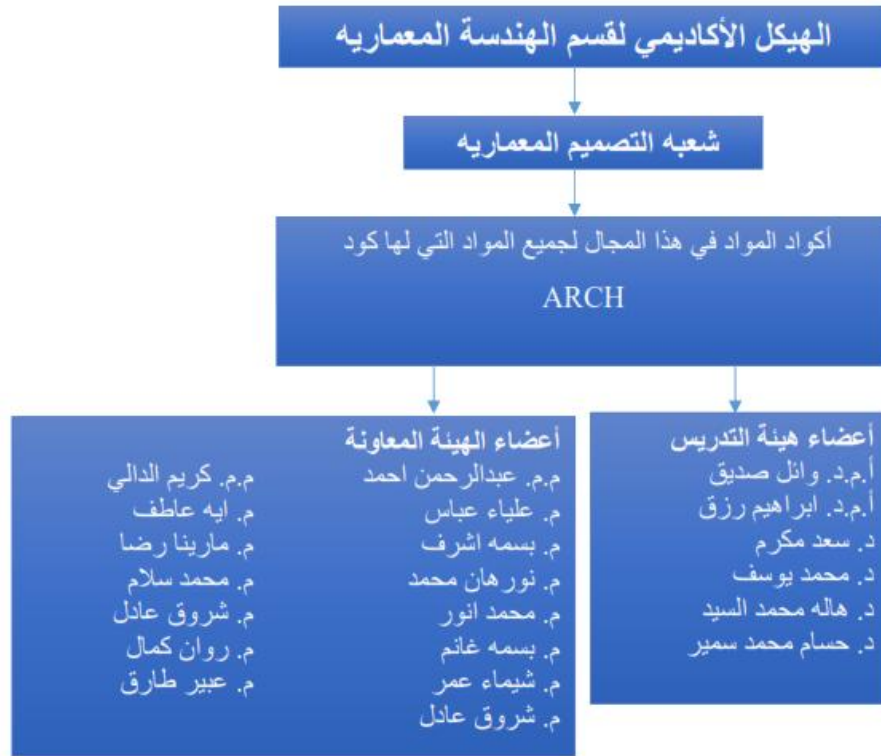 الهيكل الأكاديمي لقسم الهندسة المعماريه
شعبه التصميم المعماريه
أكواد المواد في هذا المجال لجميع المواد التي لها كود
ARCH
أعضاء هيئة التدريس
أ.م.د. وائل صديق
أ.م.د. ابراهيم رزق
د. سعد مكرم
د. محمد يوسف
د. هاله محمد السيد
د. حسام محمد سمير
أعضاء الهيئة المعاونة
م.م. عبدالرحمن احمد
م. علياء عباس
م. بسمه اشرف
م. نورهان محمد
م. محمد انور
م. بسمه غانم
م. شيماء عمر
م. شروق عادل
م.م. كريم الدالي
م. ايه عاطف
م. مارينا رضا
م. محمد سلام
م. شروق عادل
م. روان كمال
م. عبير طارق